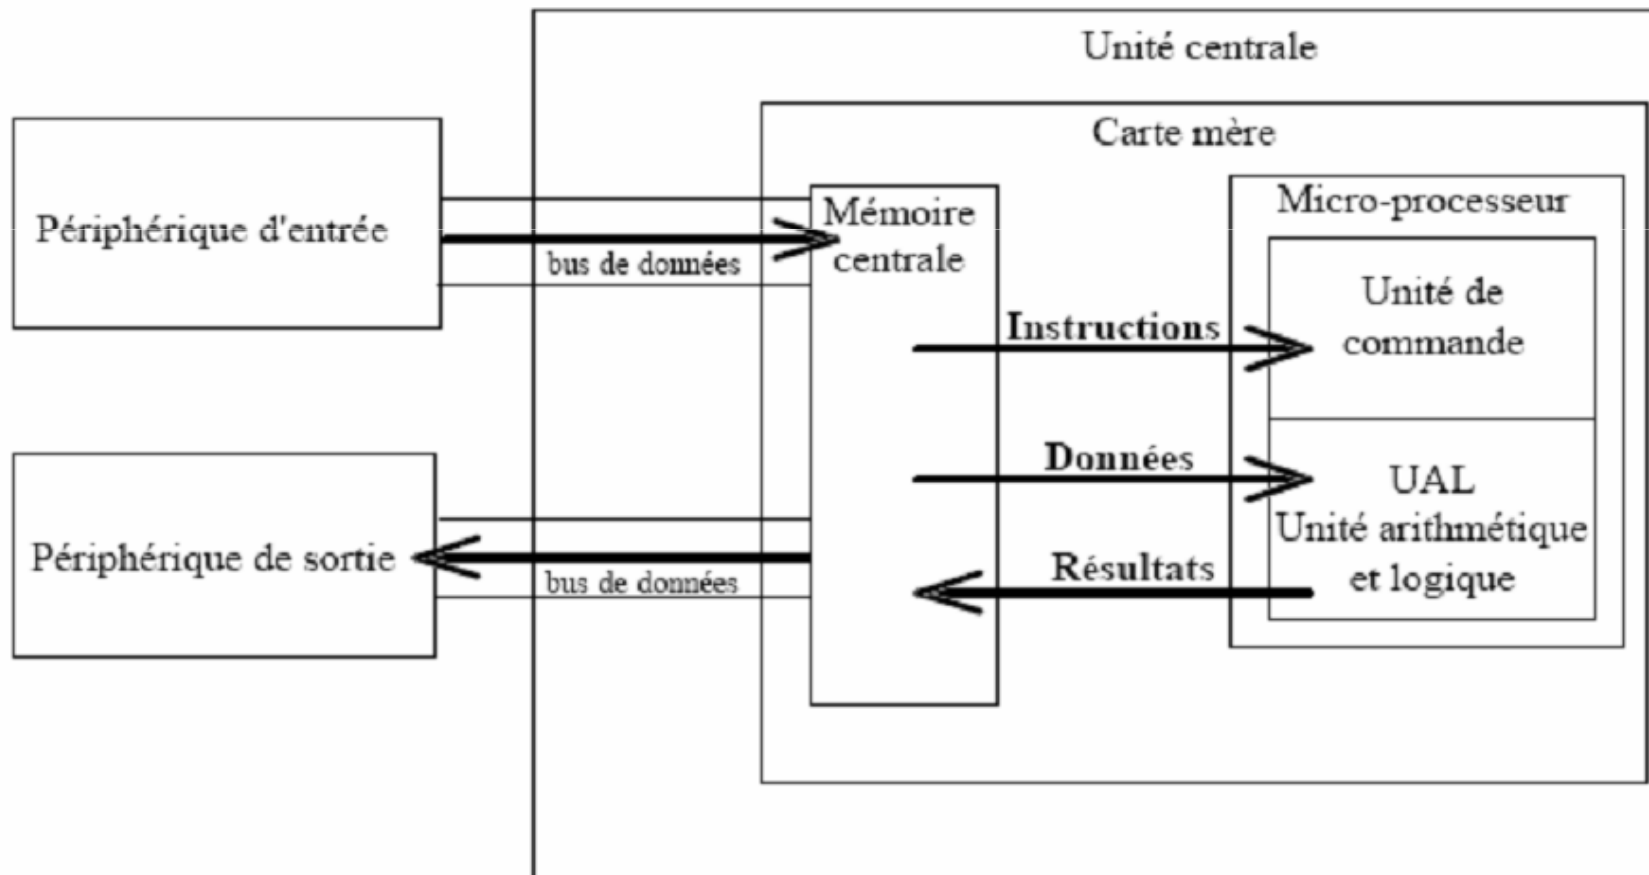 Unité centrale
Carte mère
Périphérique d'entrée
bus de données
Mémoire
centrale
Micro-processeur
Instructions
Unité de
commande
Données
UAL
Unité arithmétique
et logique
Résultats
Périphérique de sortie
bus de données